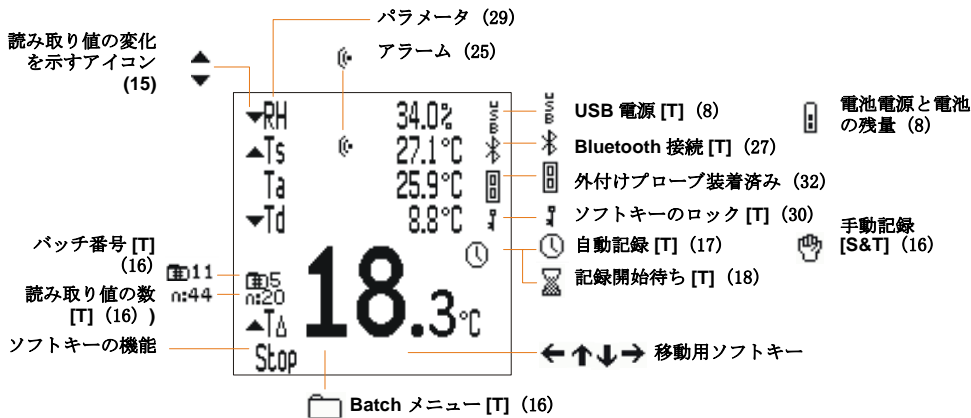 パラメータ（29）
読み取り値の変化
を示すアイコン
(15)
アラーム（25）
RH 34.0%
Ts 27.1°C
Ta 25.9°C
Td 8.8°C
USB
USB
USB 電源 [T]（8）
電池電源と電池
の残量（8）
Bluetooth 接続 [T]（27）
外付けプローブ装着済み（32）
ソフトキーのロック [T]（30）
自動記録 [T]（17）
手動記録
[S&T]（16）
記録開始待ち [T]（18）
バッチ番号 [T]
（16）
11
n:44
5
n:20
読み取り値の数
[T]（16））
TΔ
18.3°C
ソフトキーの機能
Stop
移動用ソフトキー
Batch メニュー [T]（16）